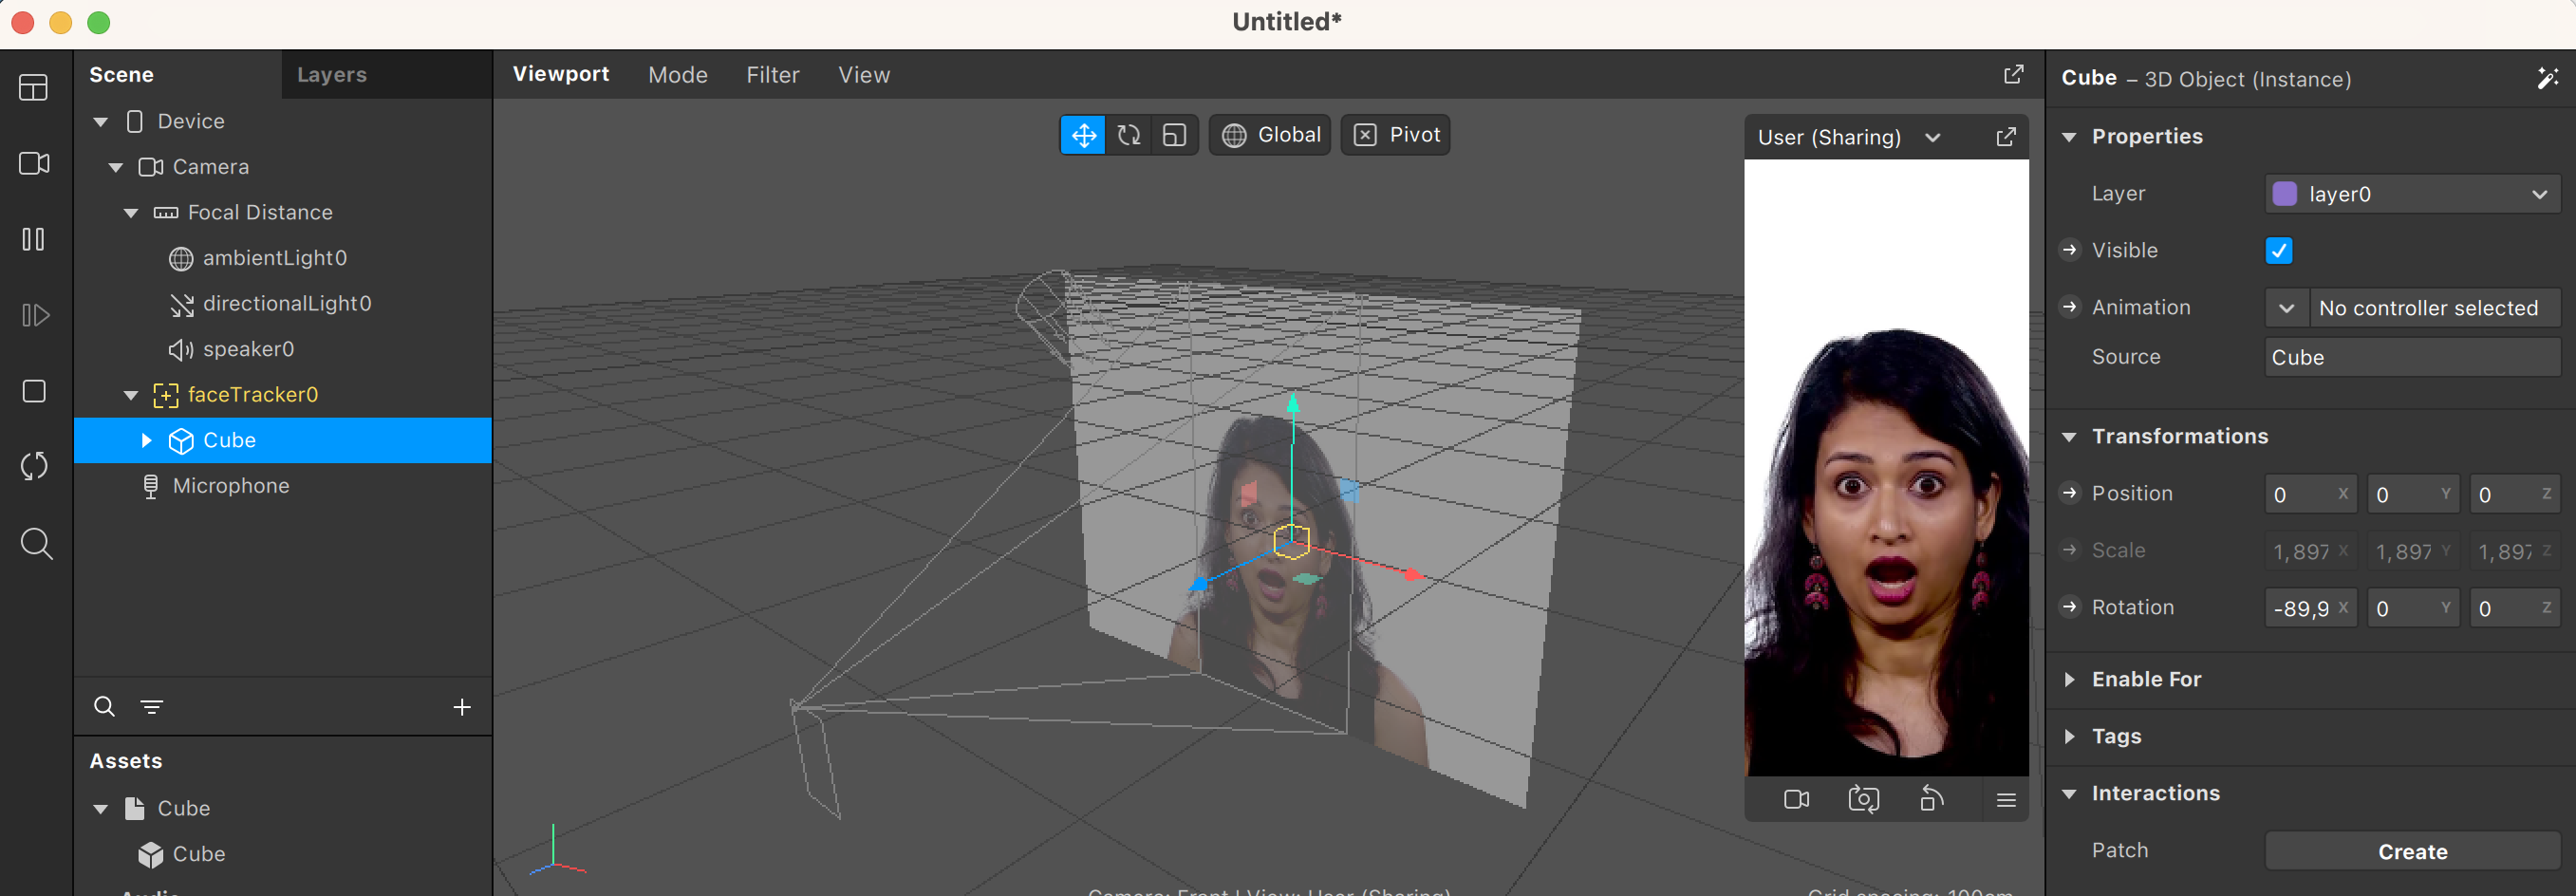 Untitled*
Scene
Layers
Device
Camera
Focal Distance
ambientLight0
directionalLight0
speaker0
faceTracker0
Cube
Microphone
Assets
Cube
Cube
Audio
Viewport
Mode
Filter
View
Global
Pivot
User (Sharing)
Camera: Front | View: User (Sharing)
Grid spacing: 100cm
Cube – 3D Object (Instance)
Properties
Layer
layer0
Visible
Animation
No controller selected
Source
Cube
Transformations
Position
0 X 0 Y 0 Z
Scale
1,897 X 1,897 Y 1,897 Z
Rotation
-89,9 X 0 Y 0 Z
Enable For
Tags
Interactions
Patch
Create